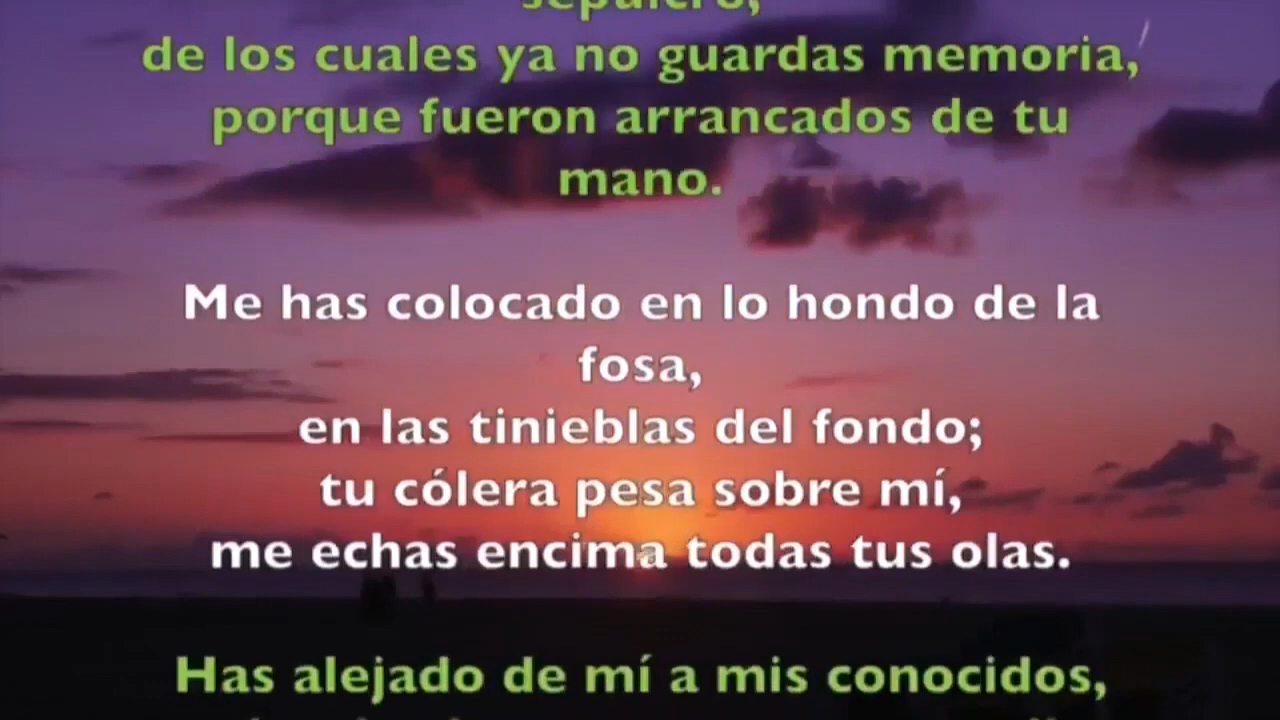 sepulcro,
de los cuales ya no guardas memoria,
porque fueron arrancados de tu
mano.
Me has colocado en lo hondo de la
fosa,
en las tinieblas del fondo;
tu cólera pesa sobre mí,
me echas encima todas tus olas.
Has alejado de mí a mis conocidos,